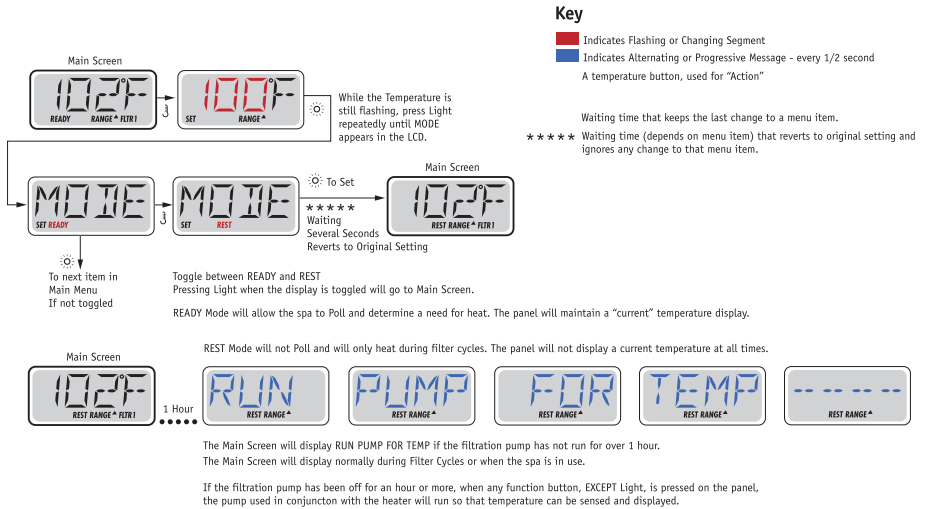 Key
Indicates Flashing or Changing Segment
Indicates Alternating or Progressive Message - every 1/2 second
A temperature button, used for “Action”
Waiting time that keeps the last change to a menu item.
***** Waiting time (depends on menu item) that reverts to original setting and
ignores any change to that menu item.
Main Screen
102°F
READY RANGE FLTR1
100°F
SET RANGE
While the Temperature is
still flashing, press Light
repeatedly until MODE
appears in the LCD.
MODE
SET READY
MODE
SET REST
To Set
*****
Waiting
Several Seconds
Reverts to Original Setting
Main Screen
102°F
REST RANGE FLTR1
To next item in
Main Menu
If not toggled
Toggle between READY and REST
Pressing Light when the display is toggled will go to Main Screen.
READY Mode will allow the spa to Poll and determine a need for heat. The panel will maintain a “current” temperature display.
REST Mode will not Poll and will only heat during filter cycles. The panel will not display a current temperature at all times.
Main Screen
102°F
REST RANGE FLTR1
1 Hour
RUN
REST RANGE
PUMP
REST RANGE
FOR
REST RANGE
TEMP
REST RANGE
-----
REST RANGE
The Main Screen will display RUN PUMP FOR TEMP if the filtration pump has not run for over 1 hour.
The Main Screen will display normally during Filter Cycles or when the spa is in use.
If the filtration pump has been off for an hour or more, when any function button, EXCEPT Light, is pressed on the panel,
the pump used in conjuncton with the heater will run so that temperature can be sensed and displayed.